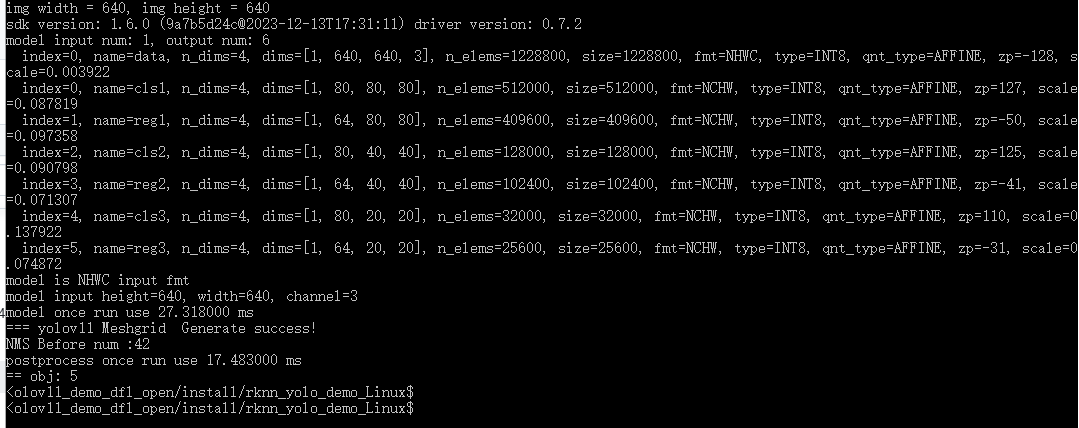 img width = 640, img height = 640
sdk version: 1.6.0 (9a7b5d24c@2023-12-13T17:31:11) driver version: 0.7.2
model input num: 1, output num: 6
  index=0, name=data, n_dims=4, dims=[1, 640, 640, 3], n_elems=1228800, size=1228800, fmt=NHWC, type=INT8, qnt_type=AFFINE, zp=-128, s
cale=0.003922
  index=0, name=cls1, n_dims=4, dims=[1, 80, 80, 80], n_elems=512000, size=512000, fmt=NCHW, type=INT8, qnt_type=AFFINE, zp=127, scale
=0.087819
  index=1, name=reg1, n_dims=4, dims=[1, 64, 80, 80], n_elems=409600, size=409600, fmt=NCHW, type=INT8, qnt_type=AFFINE, zp=-50, scale
=0.097358
  index=2, name=cls2, n_dims=4, dims=[1, 80, 40, 40], n_elems=128000, size=128000, fmt=NCHW, type=INT8, qnt_type=AFFINE, zp=125, scale
=0.090798
  index=3, name=reg2, n_dims=4, dims=[1, 64, 40, 40], n_elems=102400, size=102400, fmt=NCHW, type=INT8, qnt_type=AFFINE, zp=-41, scale
=0.071307
  index=4, name=cls3, n_dims=4, dims=[1, 80, 20, 20], n_elems=32000, size=32000, fmt=NCHW, type=INT8, qnt_type=AFFINE, zp=110, scale=0
.137922
  index=5, name=reg3, n_dims=4, dims=[1, 64, 20, 20], n_elems=25600, size=25600, fmt=NCHW, type=INT8, qnt_type=AFFINE, zp=-31, scale=0
.074872
model is NHWC input fmt
model input height=640, width=640, channel=3
model once run use 27.318000 ms
=== yolov11 Meshgrid  Generate success!
NMS Before num :42
postprocess once run use 17.483000 ms
== obj: 5
<olov11_demo_dfl_open/install/rknn_yolo_demo_Linux$
<olov11_demo_dfl_open/install/rknn_yolo_demo_Linux$